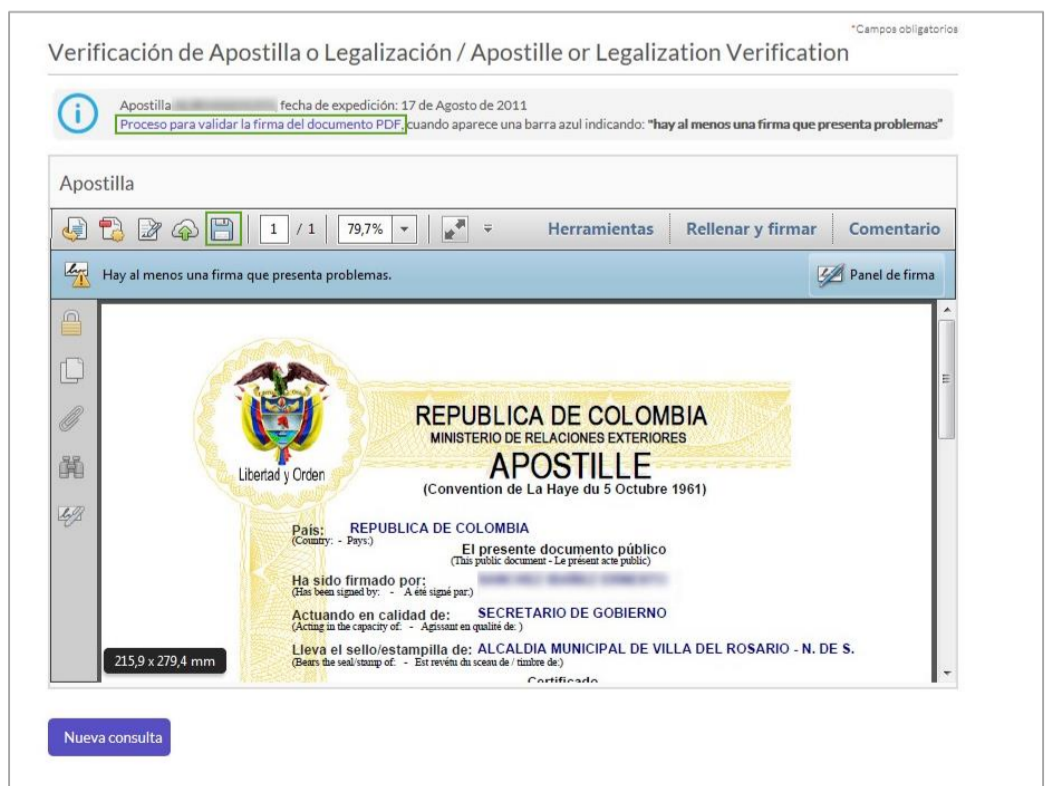 *Campos obligatorios
Verificación de Apostilla o Legalización / Apostille or Legalization Verification
Apostilla fecha de expedición: 17 de Agosto de 2011
Proceso para validar la firma del documento PDF, cuando aparece una barra azul indicando: "hay al menos una firma que presenta problemas"
Apostilla
1 / 1 79,7% Herramientas Rellenar y firmar Comentario
Hay al menos una firma que presenta problemas. Panel de firma
Libertad y Orden
REPUBLICA DE COLOMBIA
MINISTERIO DE RELACIONES EXTERIORES
APOSTILLE
(Convention de La Haye du 5 Octubre 1961)
País: REPUBLICA DE COLOMBIA
(Country: - Pays:)
El presente documento público
(This public document - Le présent acte public)
Ha sido firmado por:
(Has been signed by: - A été signé par:)
Actuando en calidad de: SECRETARIO DE GOBIERNO
(Acting in the capacity of: - Agissant en qualité de: )
Lleva el sello/estampilla de: ALCALDIA MUNICIPAL DE VILLA DEL ROSARIO - N. DE S.
(Bears the seal/stamp of: - Est revêtu du sceau de / timbre de:)
Certificado
215,9 x 279,4 mm
Nueva consulta